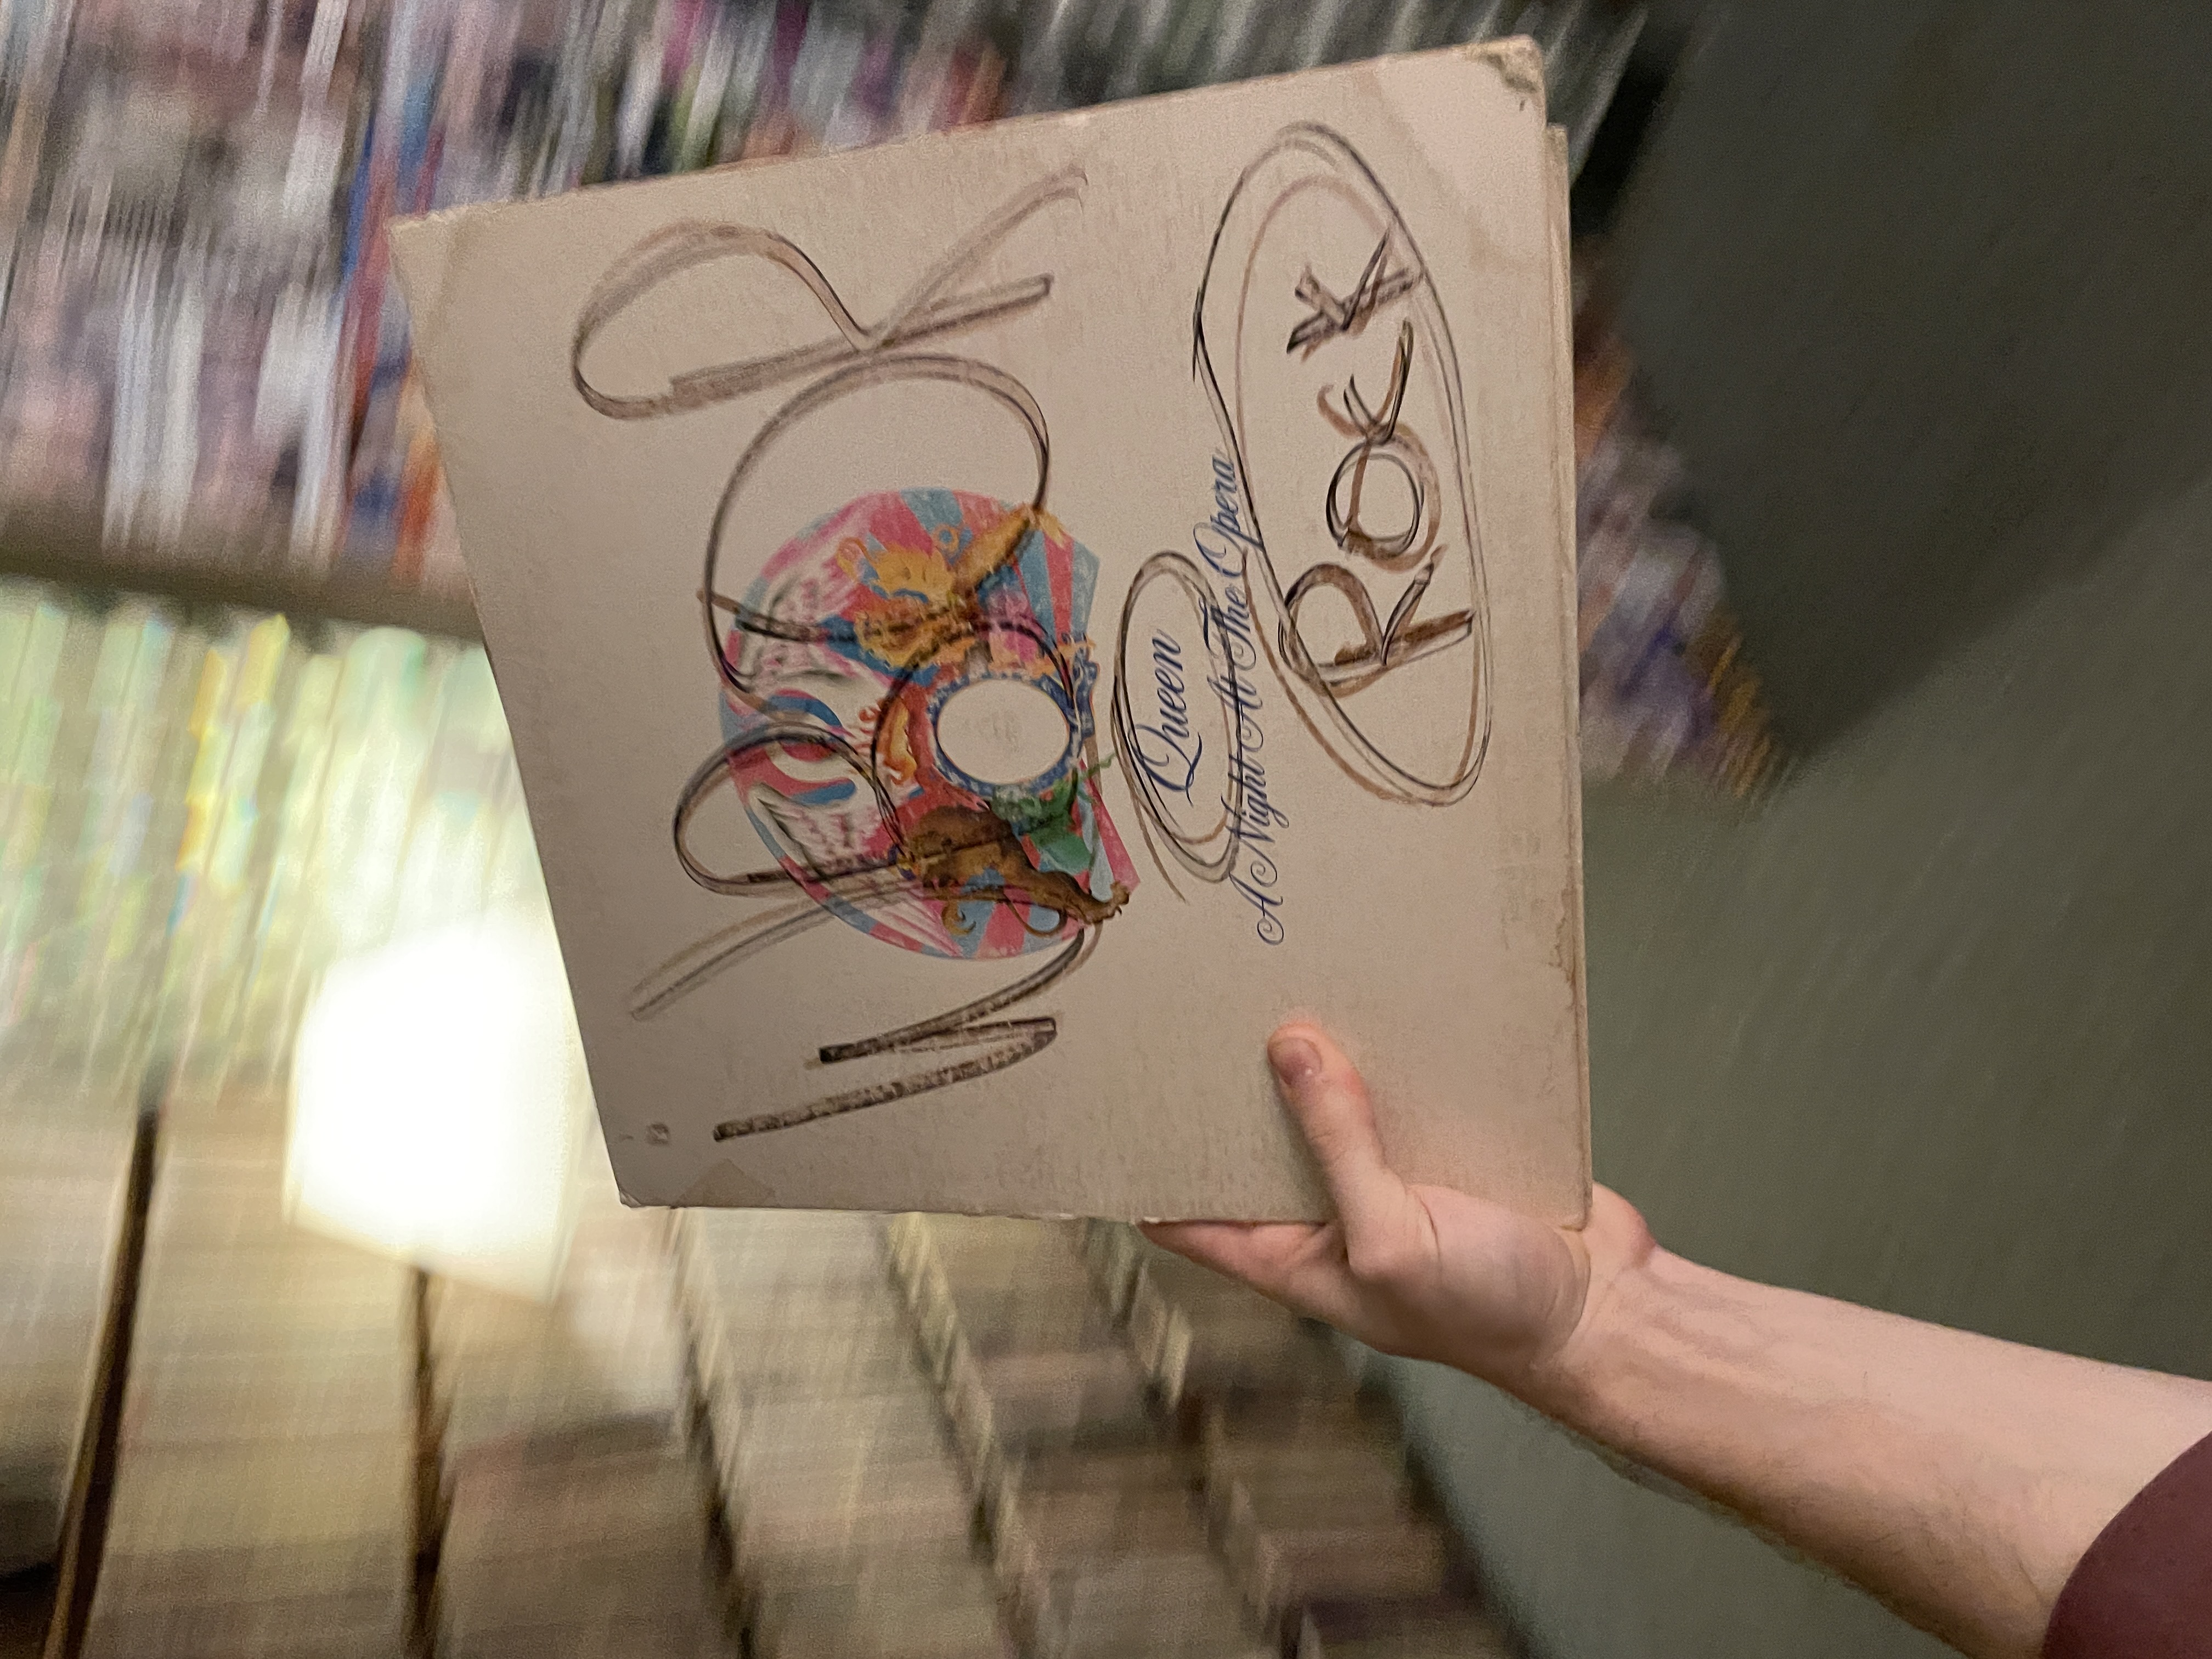 WBOR
Queen
A Night At The Opera
ROCK